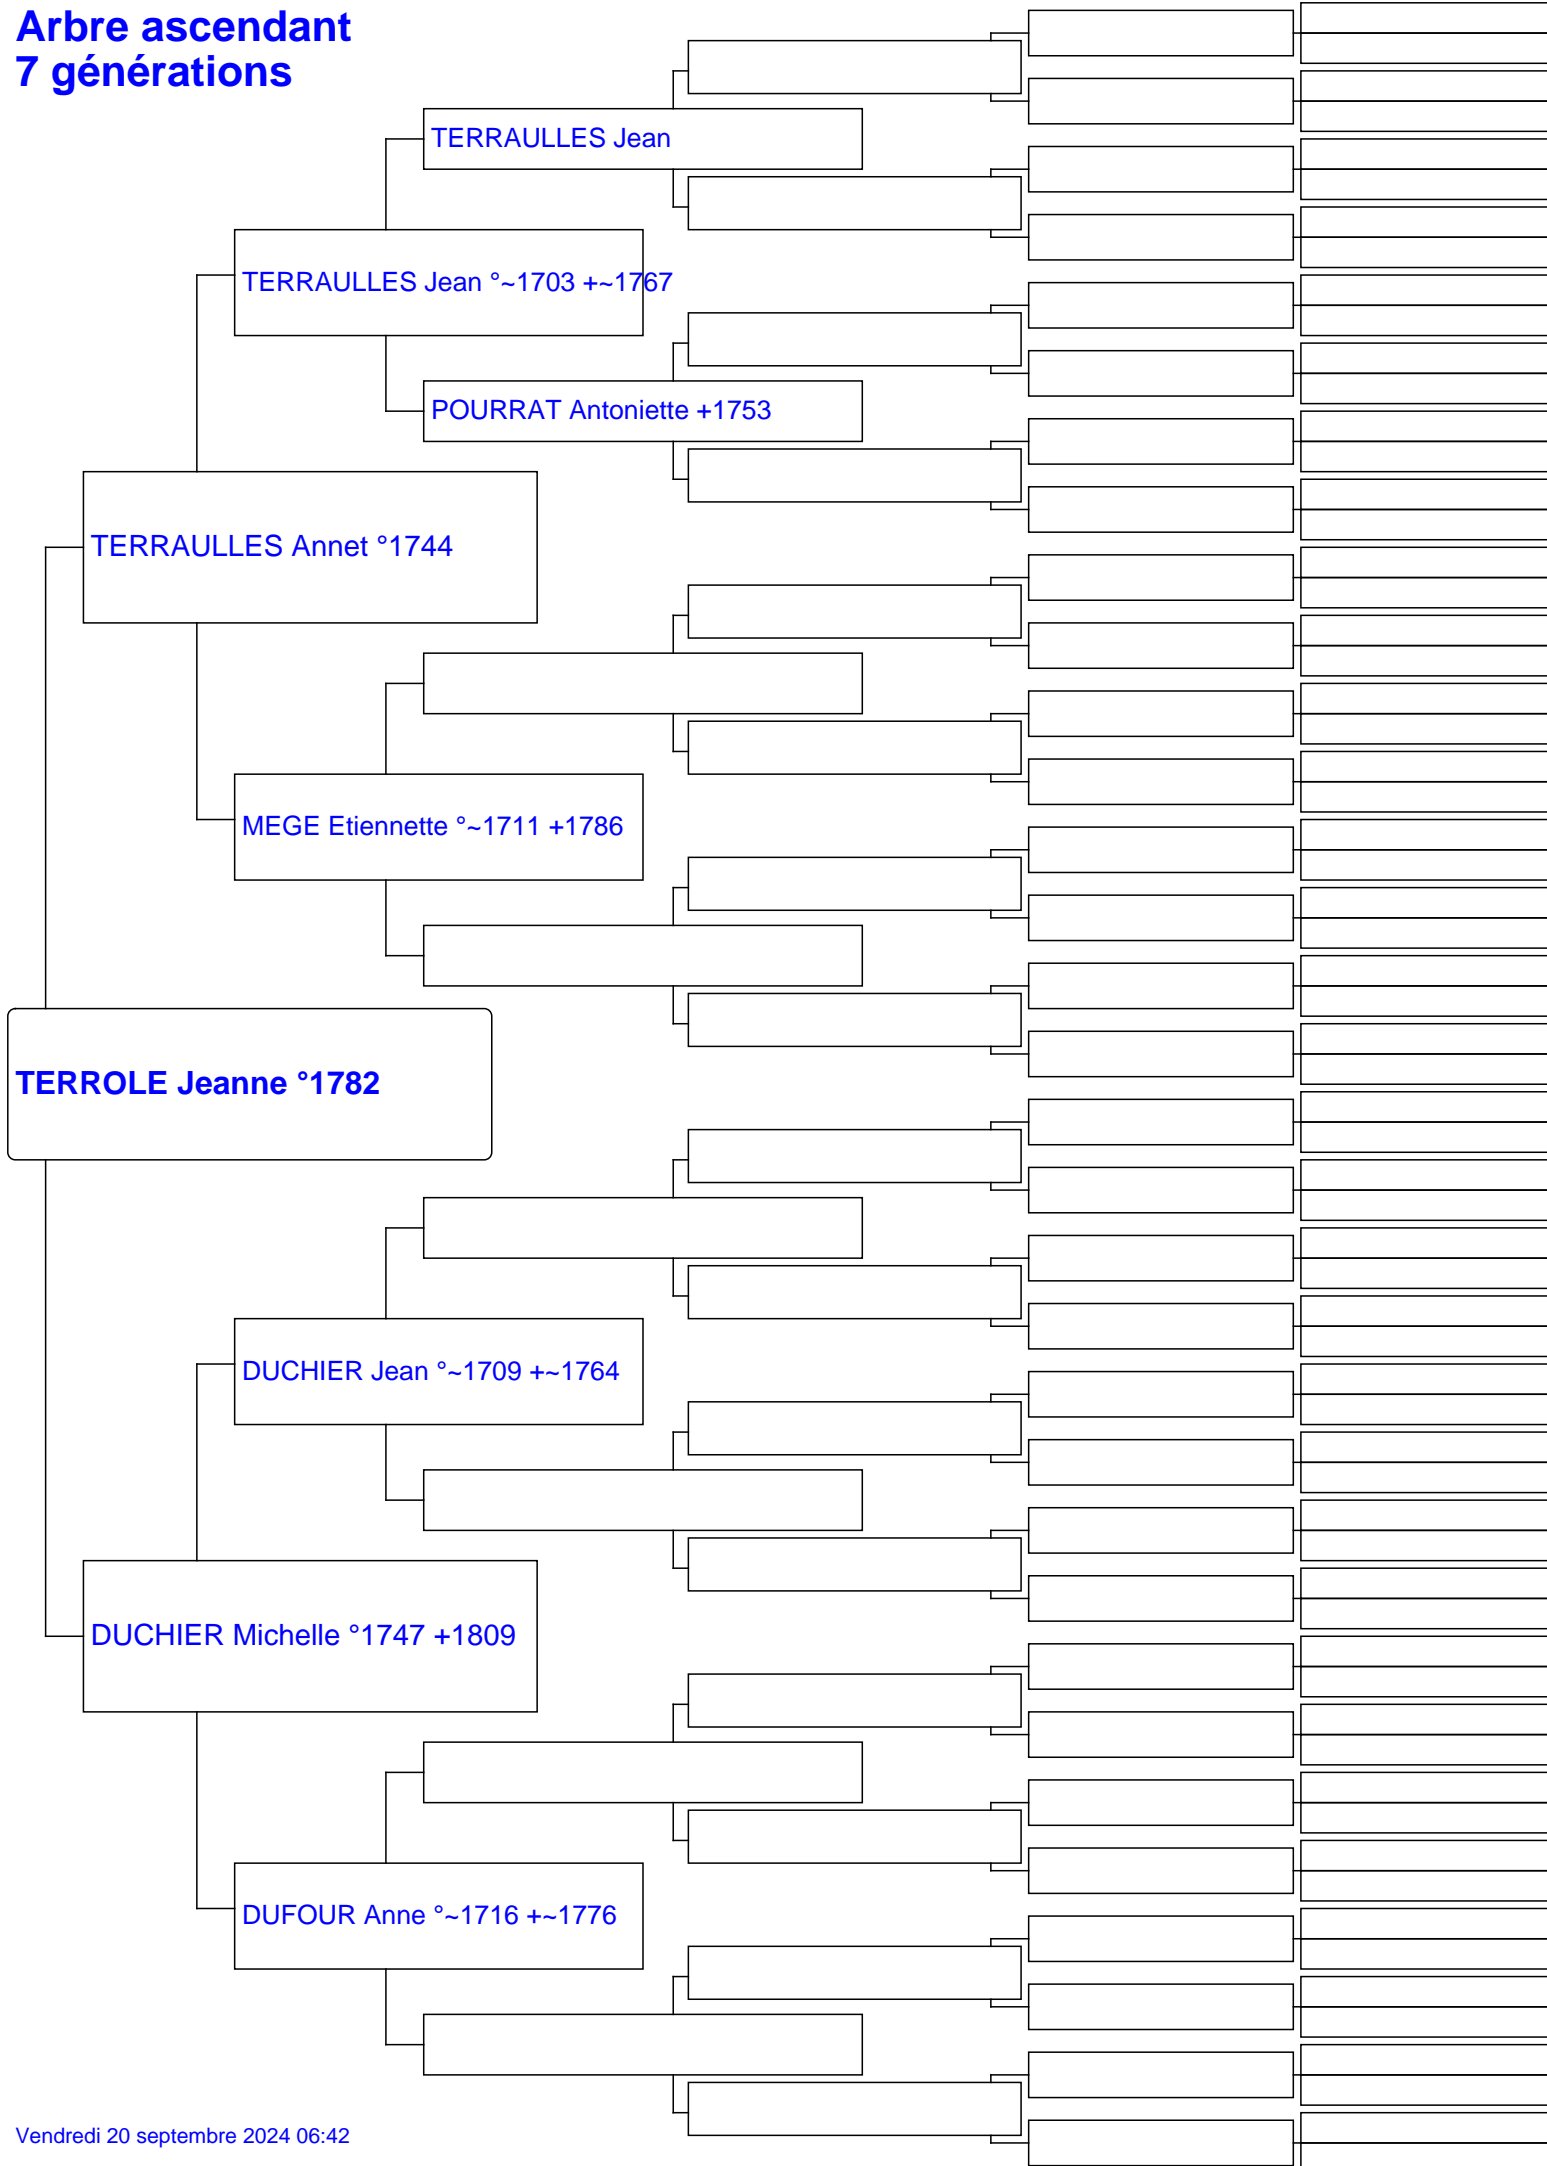 Arbre ascendant
7 générations
TERRAULLES Jean
TERRAULLES Jean °~1703 +~1767
POURRAT Antoniette +1753
TERRAULLES Annet °1744
MEGE Etiennette °~1711 +1786
TERROLE Jeanne °1782
DUCHIER Jean °~1709 +~1764
DUCHIER Michelle °1747 +1809
DUFOUR Anne °~1716 +~1776
Vendredi 20 septembre 2024 06:42